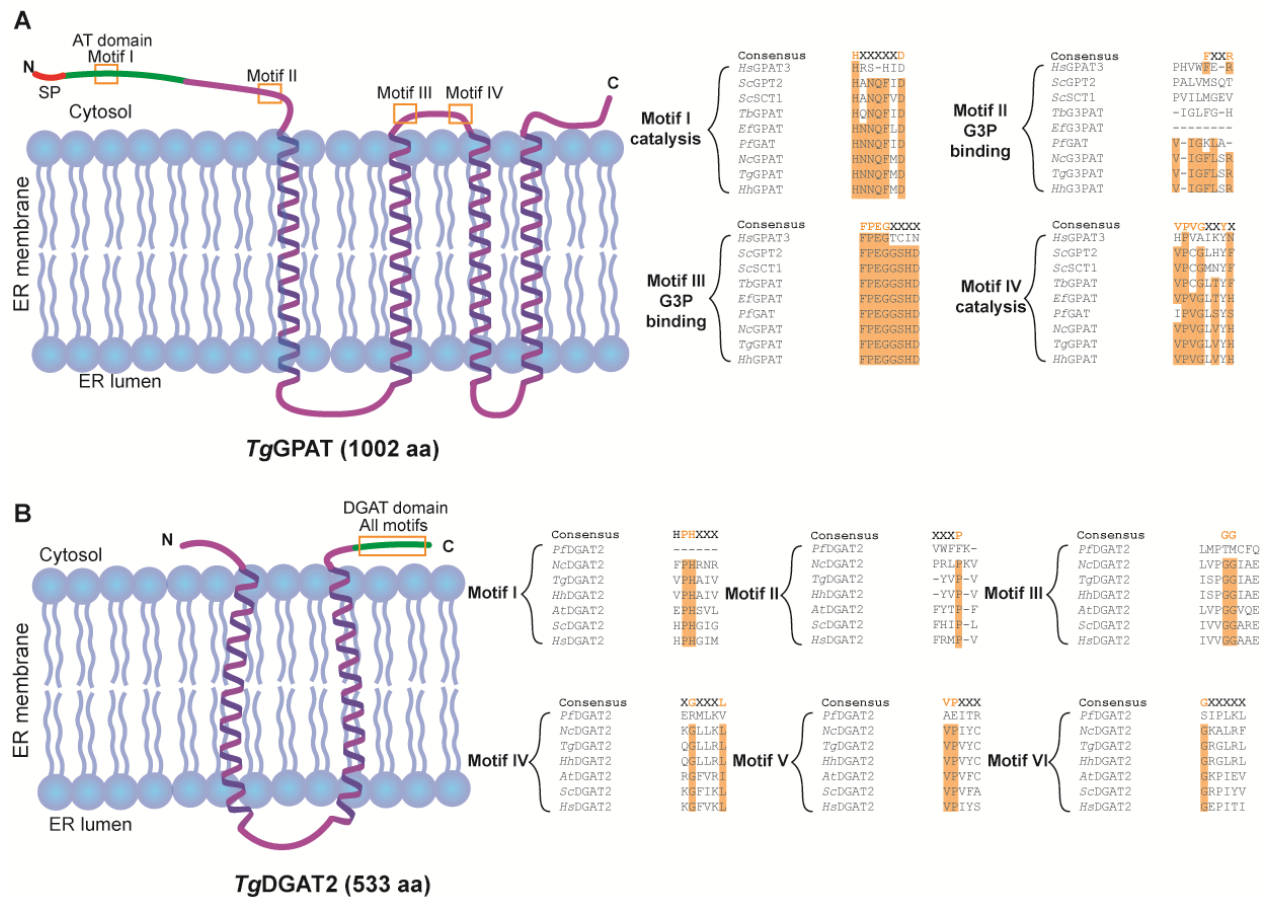 A
AT domain
Motif I
N
SP
Motif II
Motif III
Motif IV
C
Cytosol
ER membrane
ER lumen
TgGPAT (1002 aa)
Motif I
catalysis
Consensus HXXXXXD
HsGPAT3 HRS-HID
ScGPT2 HANQFID
ScSCT1 HANQFVD
TbGPAT HQNQFID
EfGPAT HNNQFLD
PfGAT HNNQFID
NcGPAT HNNQFMD
TgGPAT HNNQFMD
HhGPAT HNNQFMD
Motif II
G3P
binding
Consensus FXXR
HsGPAT3 PHVWFE-R
ScGPT2 PALVMSQT
ScSCT1 PVILMGEV
TbG3PAT -IGLFG-H
EfG3PAT --------
PfGAT V-IGKLA-
NcG3PAT V-IGFLSR
TgG3PAT V-IGFLSR
HhG3PAT V-IGFLSR
Motif III
G3P
binding
Consensus FPEGXXXX
HsGPAT3 FPEGTCIN
ScGPT2 FPEGGSHD
ScSCT1 FPEGGSHD
TbGPAT FPEGGSHD
EfGPAT FPEGGSHD
PfGAT FPEGGSHD
NcGPAT FPEGGSHD
TgGPAT FPEGGSHD
HhGPAT FPEGGSHD
Motif IV
catalysis
Consensus VPVGXXYX
HsGPAT3 HPVAIKYN
ScGPT2 VPCGLHYF
ScSCT1 VPCGMNYF
TbGPAT VPCGLTYF
EfGPAT VPVGLTYH
PfGAT IPVGLSYS
NcGPAT VPVGLVYH
TgGPAT VPVGLVYH
HhGPAT VPVGLVYH
B
DGAT domain
All motifs
N
C
Cytosol
ER membrane
ER lumen
TgDGAT2 (533 aa)
Motif I
Consensus HPHXXX
PfDGAT2 ------
NcDGAT2 FPHRNR
TgDGAT2 VPHAIV
HhDGAT2 VPHAIV
AtDGAT2 EPHSVL
ScDGAT2 HPHGIG
HsDGAT2 HPHGIM
Motif II
Consensus XXXP
PfDGAT2 VWFFK-
NcDGAT2 PRLPKV
TgDGAT2 -YVP-V
HhDGAT2 -YVP-V
AtDGAT2 FYTP-F
ScDGAT2 FHIP-L
HsDGAT2 FRMP-V
Motif III
Consensus GG
PfDGAT2 LMPTMCFQ
NcDGAT2 LVPGGIAE
TgDGAT2 ISPGGIAE
HhDGAT2 ISPGGIAE
AtDGAT2 LVPGGVQE
ScDGAT2 IVVGGARE
HsDGAT2 IVVGGAAE
Motif IV
Consensus XGXXXL
PfDGAT2 ERMLKV
NcDGAT2 KGLLKL
TgDGAT2 QGLLRL
HhDGAT2 QGLLRL
AtDGAT2 RGFVRI
ScDGAT2 KGFIKL
HsDGAT2 KGFVKL
Motif V
Consensus VPXXX
PfDGAT2 AEITR
NcDGAT2 VPIYC
TgDGAT2 VPVYC
HhDGAT2 VPVYC
AtDGAT2 VPVFC
ScDGAT2 VPVFA
HsDGAT2 VPIYS
Motif VI
Consensus GXXXXX
PfDGAT2 SIPLKL
NcDGAT2 GKALRF
TgDGAT2 GRGLRL
HhDGAT2 GRGLRL
AtDGAT2 GKPIEV
ScDGAT2 GRPIYV
HsDGAT2 GEPITI